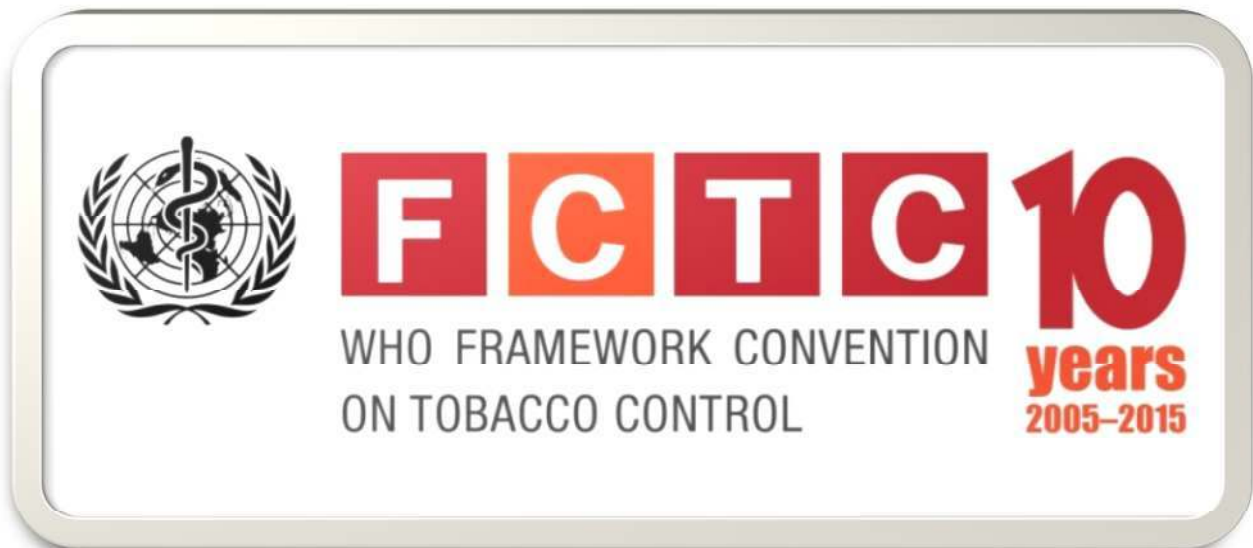 FCTC
WHO FRAMEWORK CONVENTION
ON TOBACCO CONTROL
10
years
2005–2015